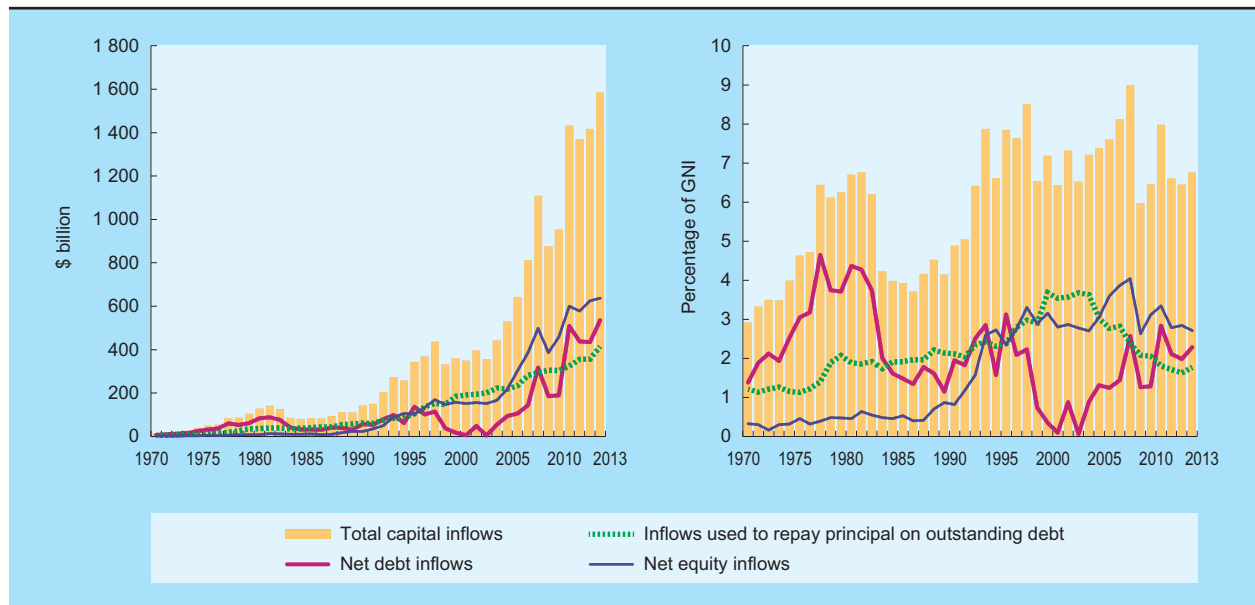 1 800
1 600
1 400
1 200
1 000
800
600
400
200
0
$ billion
1970 1975 1980 1985 1990 1995 2000 2005 2010 2013
10
9
8
7
6
5
4
3
2
1
0
Percentage of GNI
1970 1975 1980 1985 1990 1995 2000 2005 2010 2013
Total capital inflows
Inflows used to repay principal on outstanding debt
Net debt inflows
Net equity inflows